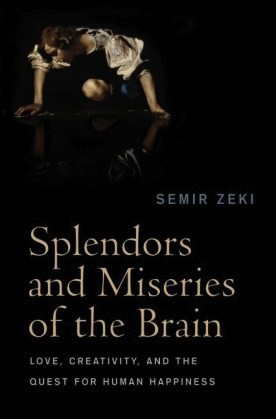 SEMIR ZEKI
Splendors
and Miseries
of the Brain
LOVE, CREATIVITY, AND THE
QUEST FOR HUMAN HAPPINESS